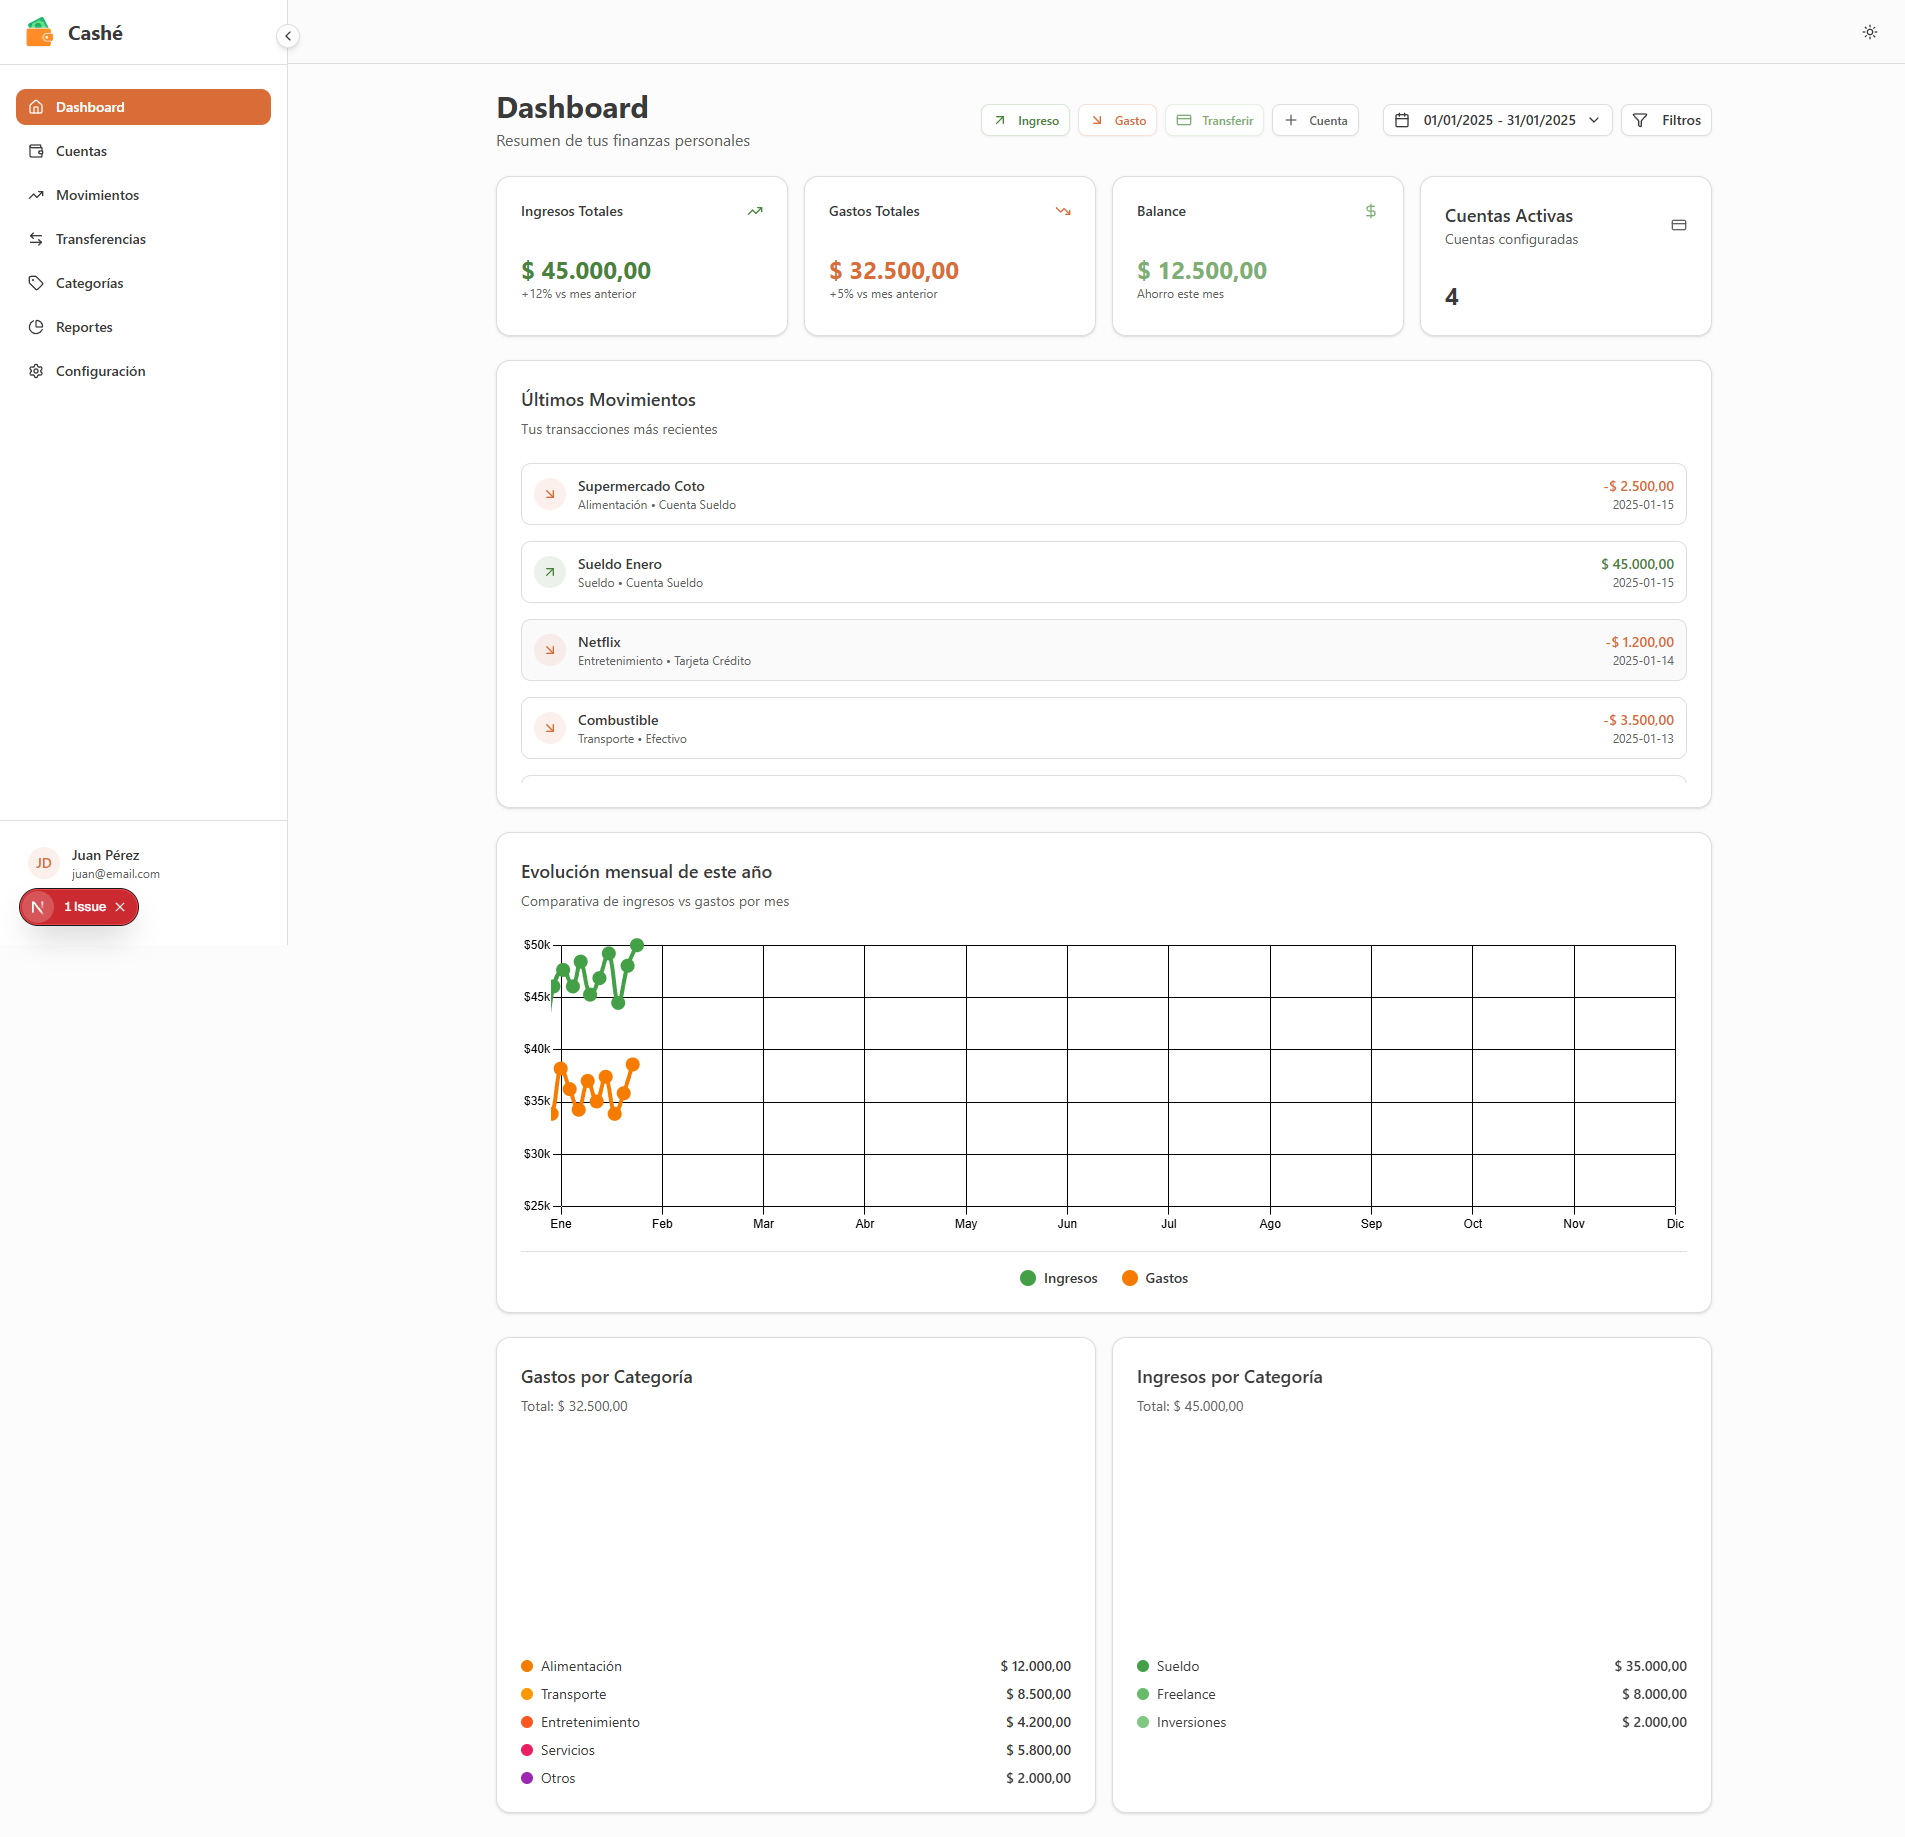 Cashé
Dashboard
Cuentas
Movimientos
Transferencias
Categorías
Reportes
Configuración
Juan Pérez
JD
juan@email.com
N 1 Issue
Dashboard
Resumen de tus finanzas personales
Ingreso
Gasto
Transferir
Cuenta
01/01/2025 - 31/01/2025
Filtros
Ingresos Totales
$ 45.000,00
+12% vs mes anterior
Gastos Totales
$ 32.500,00
+5% vs mes anterior
Balance
$
$ 12.500,00
Ahorro este mes
Cuentas Activas
Cuentas configuradas
4
Últimos Movimientos
Tus transacciones más recientes
Supermercado Coto -$ 2.500,00
Alimentación • Cuenta Sueldo 2025-01-15
Sueldo Enero $ 45.000,00
Sueldo • Cuenta Sueldo 2025-01-15
Netflix -$ 1.200,00
Entretenimiento • Tarjeta Crédito 2025-01-14
Combustible -$ 3.500,00
Transporte • Efectivo 2025-01-13
Evolución mensual de este año
Comparativa de ingresos vs gastos por mes
$50k
$45k
$40k
$35k
$30k
$25k
Ene Feb Mar Abr May Jun Jul Ago Sep Oct Nov Dic
Ingresos Gastos
Gastos por Categoría
Total: $ 32.500,00
Alimentación $ 12.000,00
Transporte $ 8.500,00
Entretenimiento $ 4.200,00
Servicios $ 5.800,00
Otros $ 2.000,00
Ingresos por Categoría
Total: $ 45.000,00
Sueldo $ 35.000,00
Freelance $ 8.000,00
Inversiones $ 2.000,00